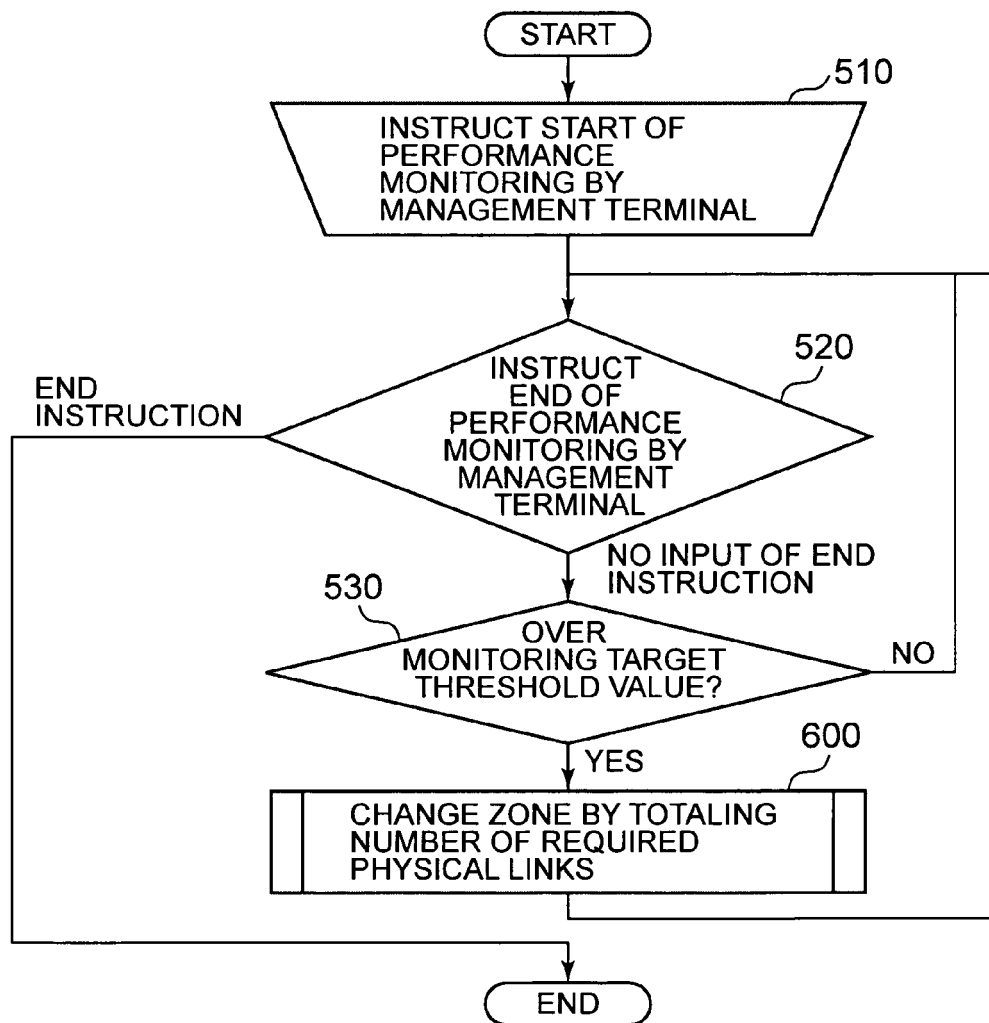 START
510
INSTRUCT START OF
PERFORMANCE
MONITORING BY
MANAGEMENT TERMINAL
520
INSTRUCT
END OF
PERFORMANCE
MONITORING BY
MANAGEMENT
TERMINAL
END
INSTRUCTION
NO INPUT OF END
INSTRUCTION
530
OVER
MONITORING TARGET
THRESHOLD VALUE?
NO
YES
600
CHANGE ZONE BY TOTALING
NUMBER OF REQUIRED
PHYSICAL LINKS
END